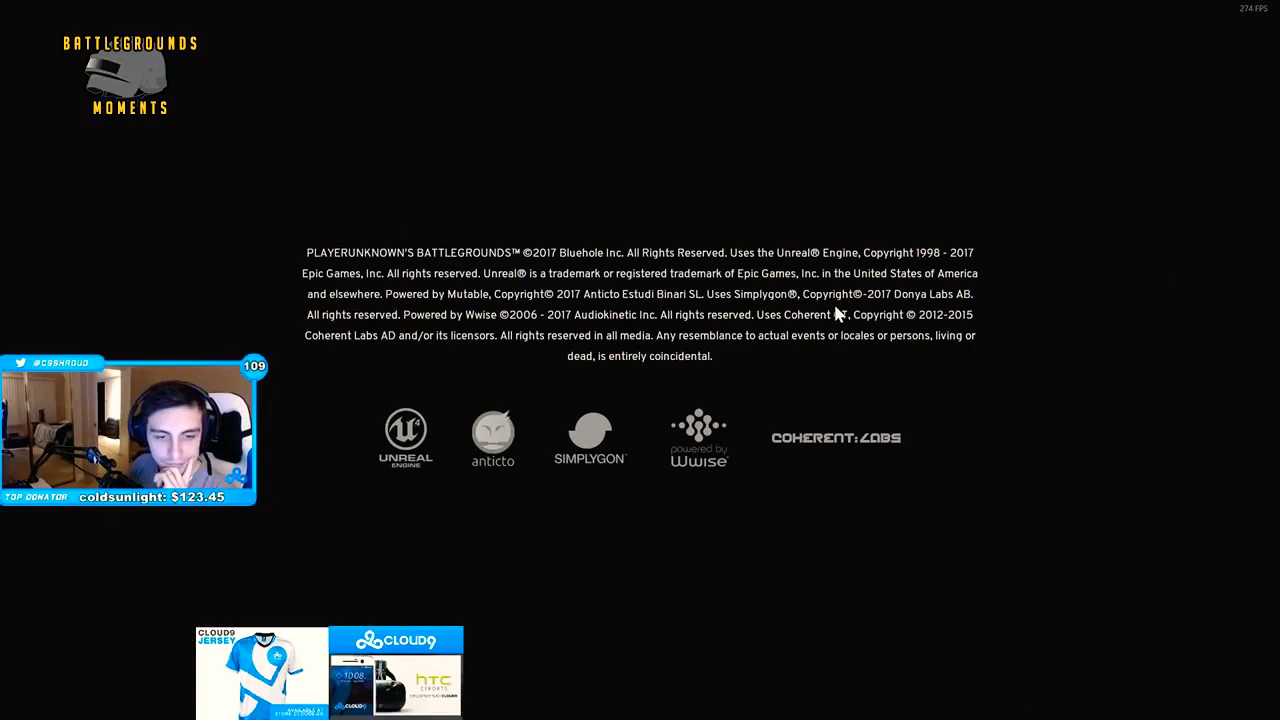 274 FPS
BATTLEGROUNDS
MOMENTS
PLAYERUNKNOWN'S BATTLEGROUNDS™ ©2017 Bluehole Inc. All Rights Reserved. Uses the Unreal® Engine, Copyright 1998 - 2017
Epic Games, Inc. All rights reserved. Unreal® is a trademark or registered trademark of Epic Games, Inc. in the United States of America
and elsewhere. Powered by Mutable, Copyright© 2017 Anticto Estudi Binari SL. Uses Simplygon®, Copyright©-2017 Donya Labs AB.
All rights reserved. Powered by Wwise ©2006 - 2017 Audiokinetic Inc. All rights reserved. Uses Coherent , Copyright © 2012-2015
Coherent Labs AD and/or its licensors. All rights reserved in all media. Any resemblance to actual events or locales or persons, living or
dead, is entirely coincidental.
@C9SHROUD
109
UNREAL
ENGINE
anticto
SIMPLYGON
powered by
Wwise
COHERENT:LABS
TOP DONATOR coldsunlight: $123.45
CLOUD9
JERSEY
CLOUD9
10:08
hTC
ESPORTS
CLOUD9